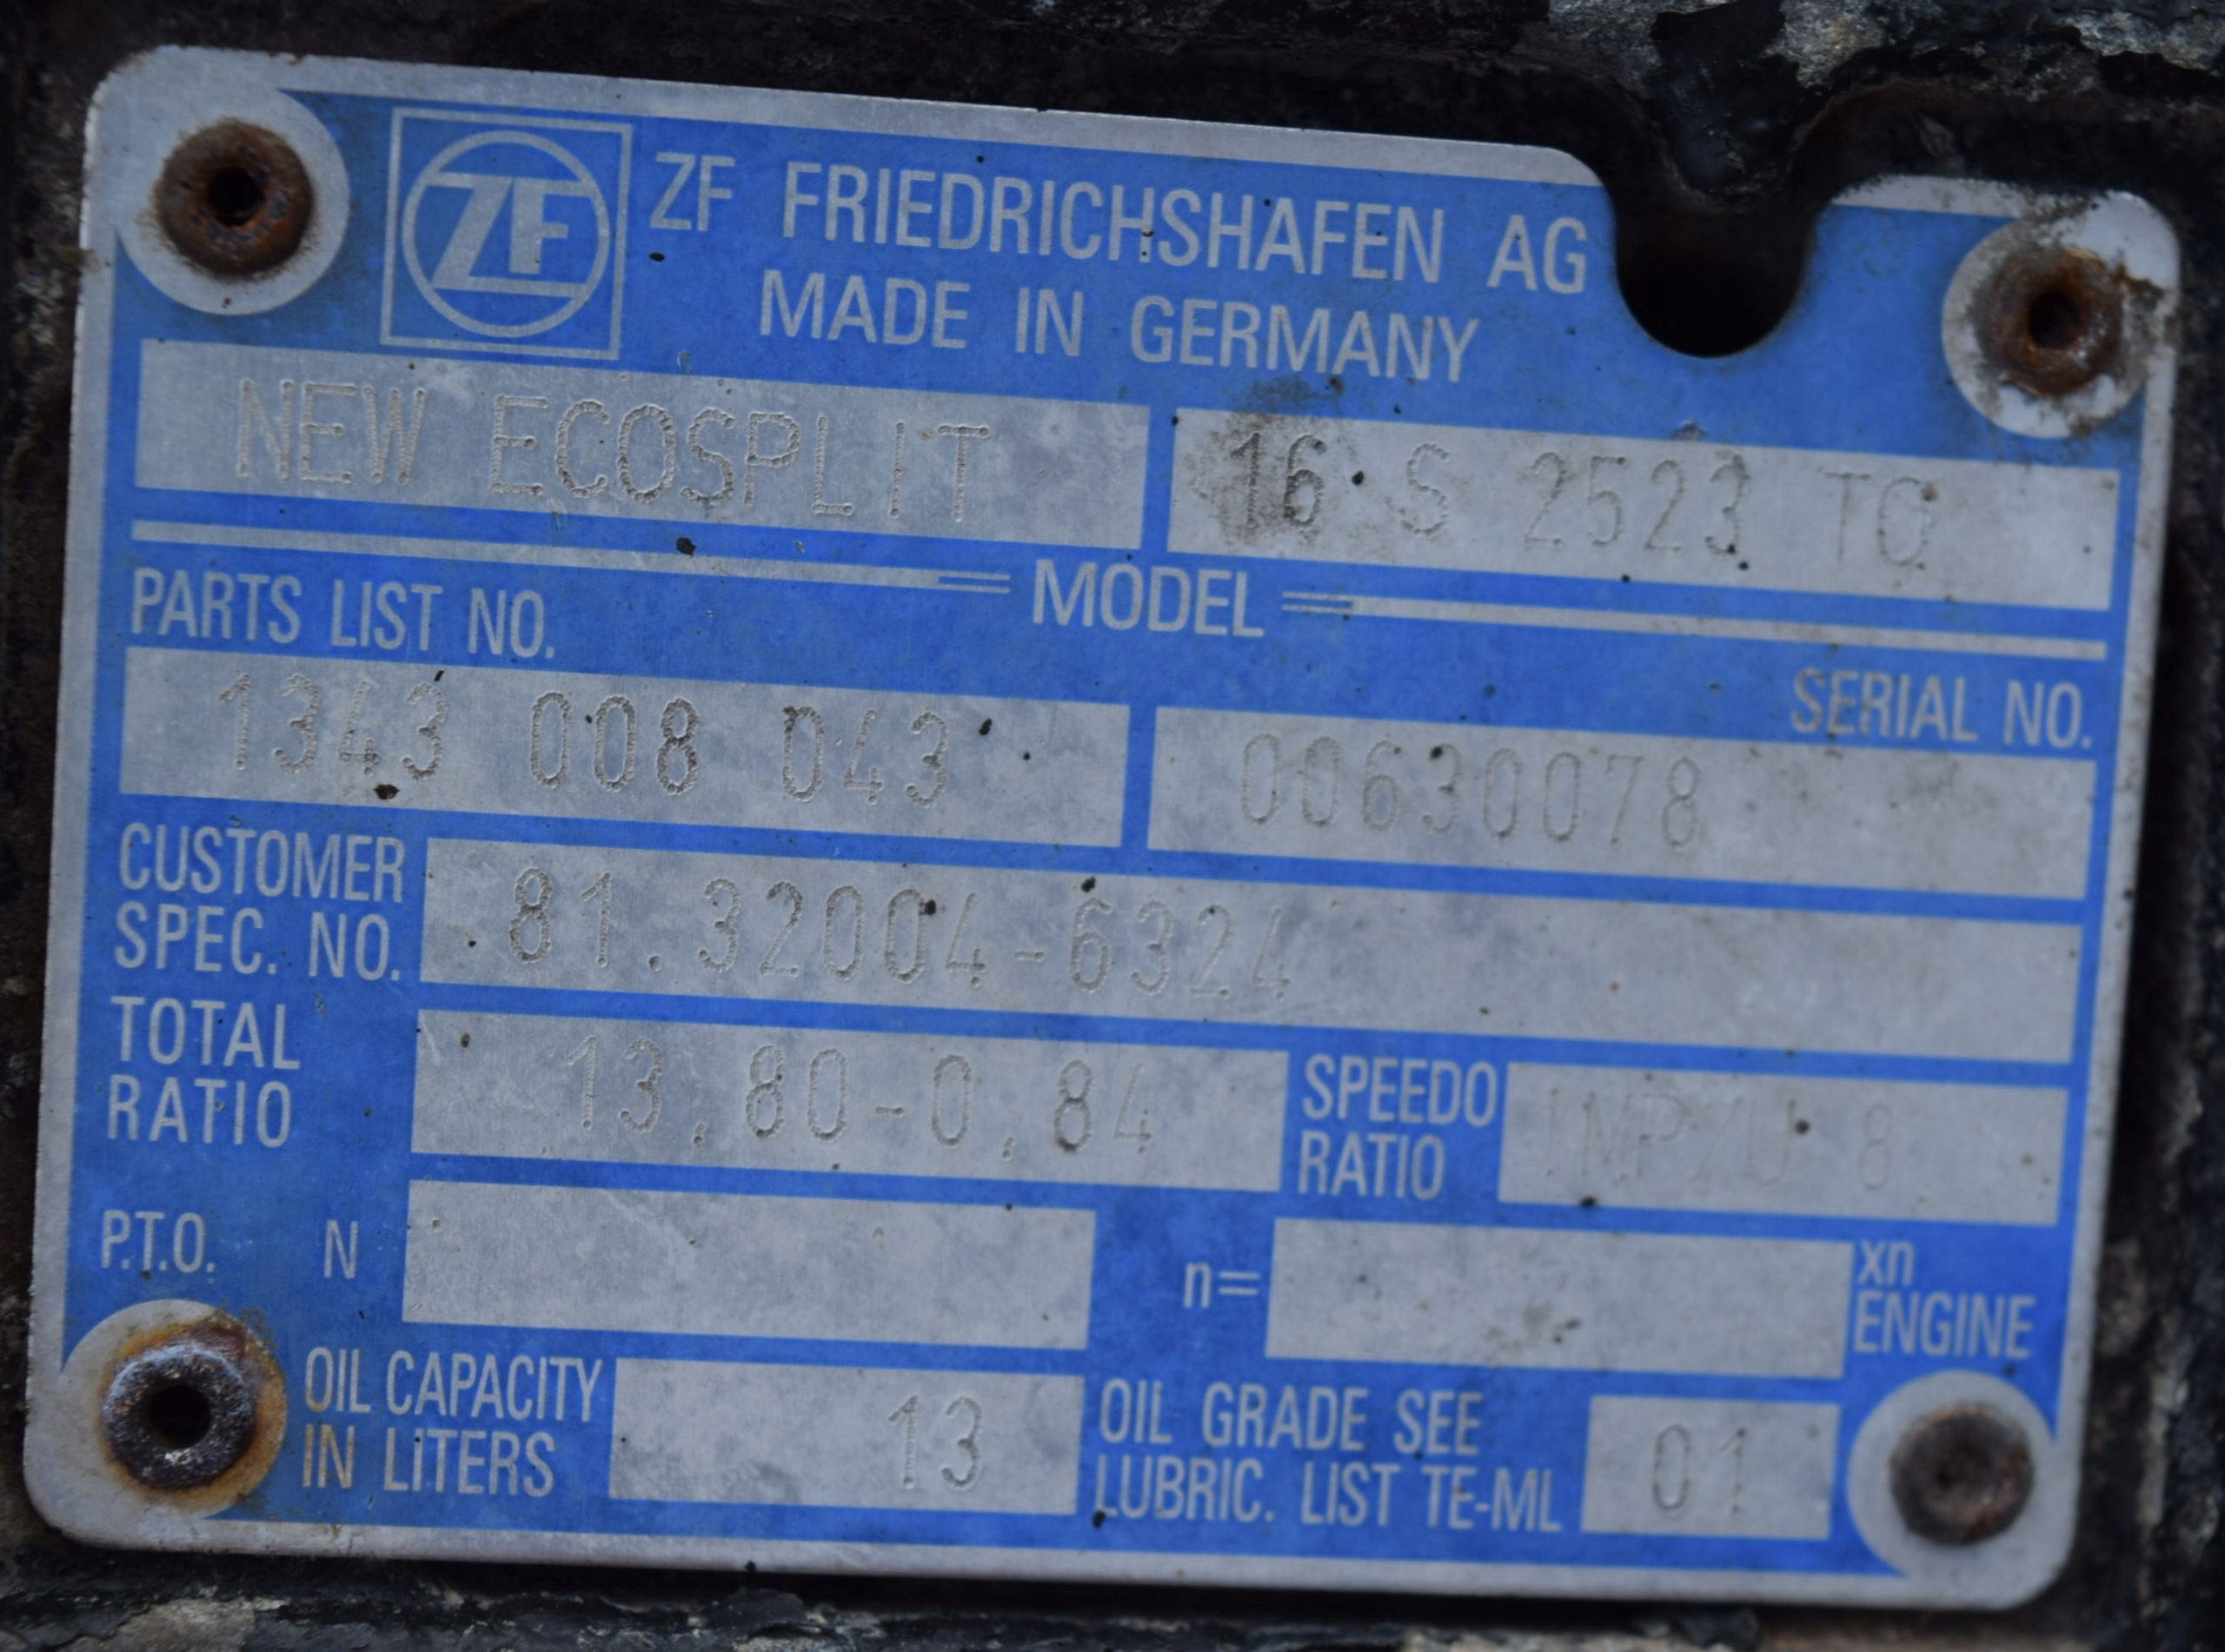 ZF ZF FRIEDRICHSHAFEN AG
MADE IN GERMANY
NEW ECOSPLIT 16 S 2523 TO
MODEL
PARTS LIST NO. SERIAL NO.
1343 008 043 00630078
CUSTOMER
SPEC. NO. 81.32004-6324
TOTAL
RATIO 13,80-0,84
SPEEDO
RATIO IMP/U 8
P.T.O. N n= xn
ENGINE
OIL CAPACITY
IN LITERS 13
OIL GRADE SEE
LUBRIC. LIST TE-ML 01